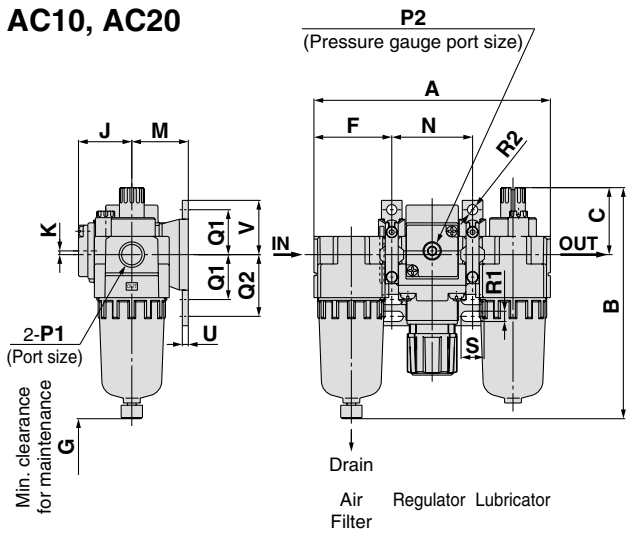 AC10, AC20
P2
(Pressure gauge port size)
A
J
M
F
N
R2
K
Q1
V
C
IN
OUT
Q1
Q2
R1
B
2-P1
(Port size)
U
S
Min. clearance
for maintenance
G
Drain
Air
Filter
Regulator
Lubricator